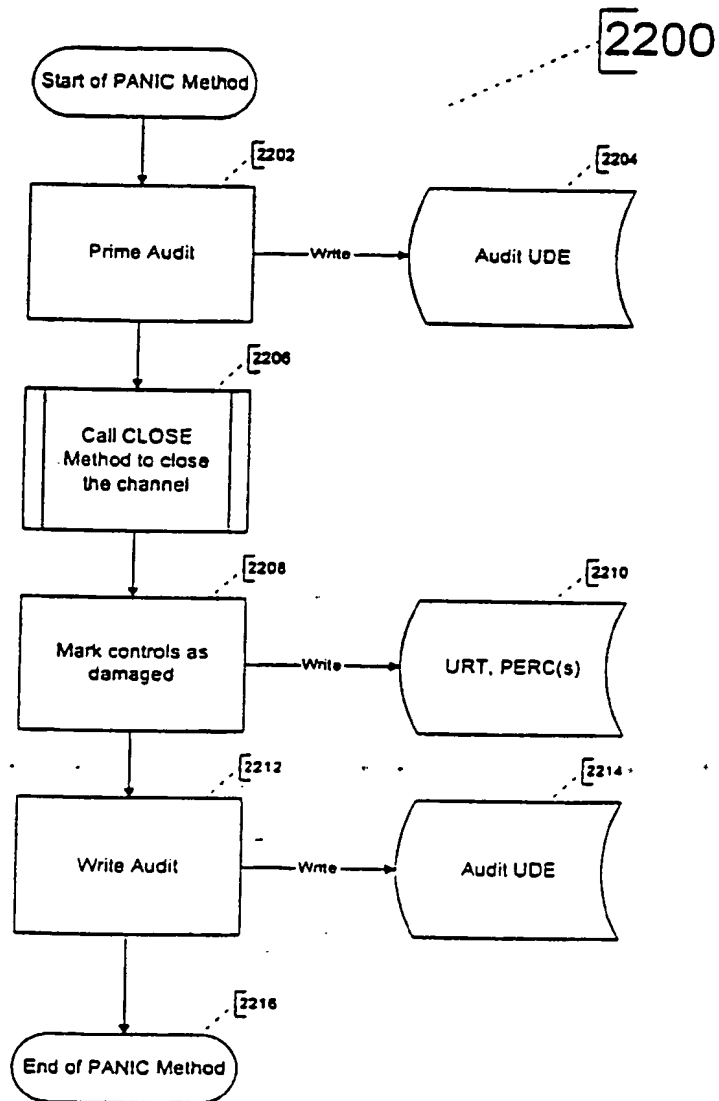 2200
Start of PANIC Method
2202
2204
Prime Audit
Write
Audit UDE
2206
Call CLOSE
Method to close
the channel
2208
2210
Mark controls as
damaged
Write
URT, PERC(s)
2212
2214
Write Audit
Write
Audit UDE
2216
End of PANIC Method